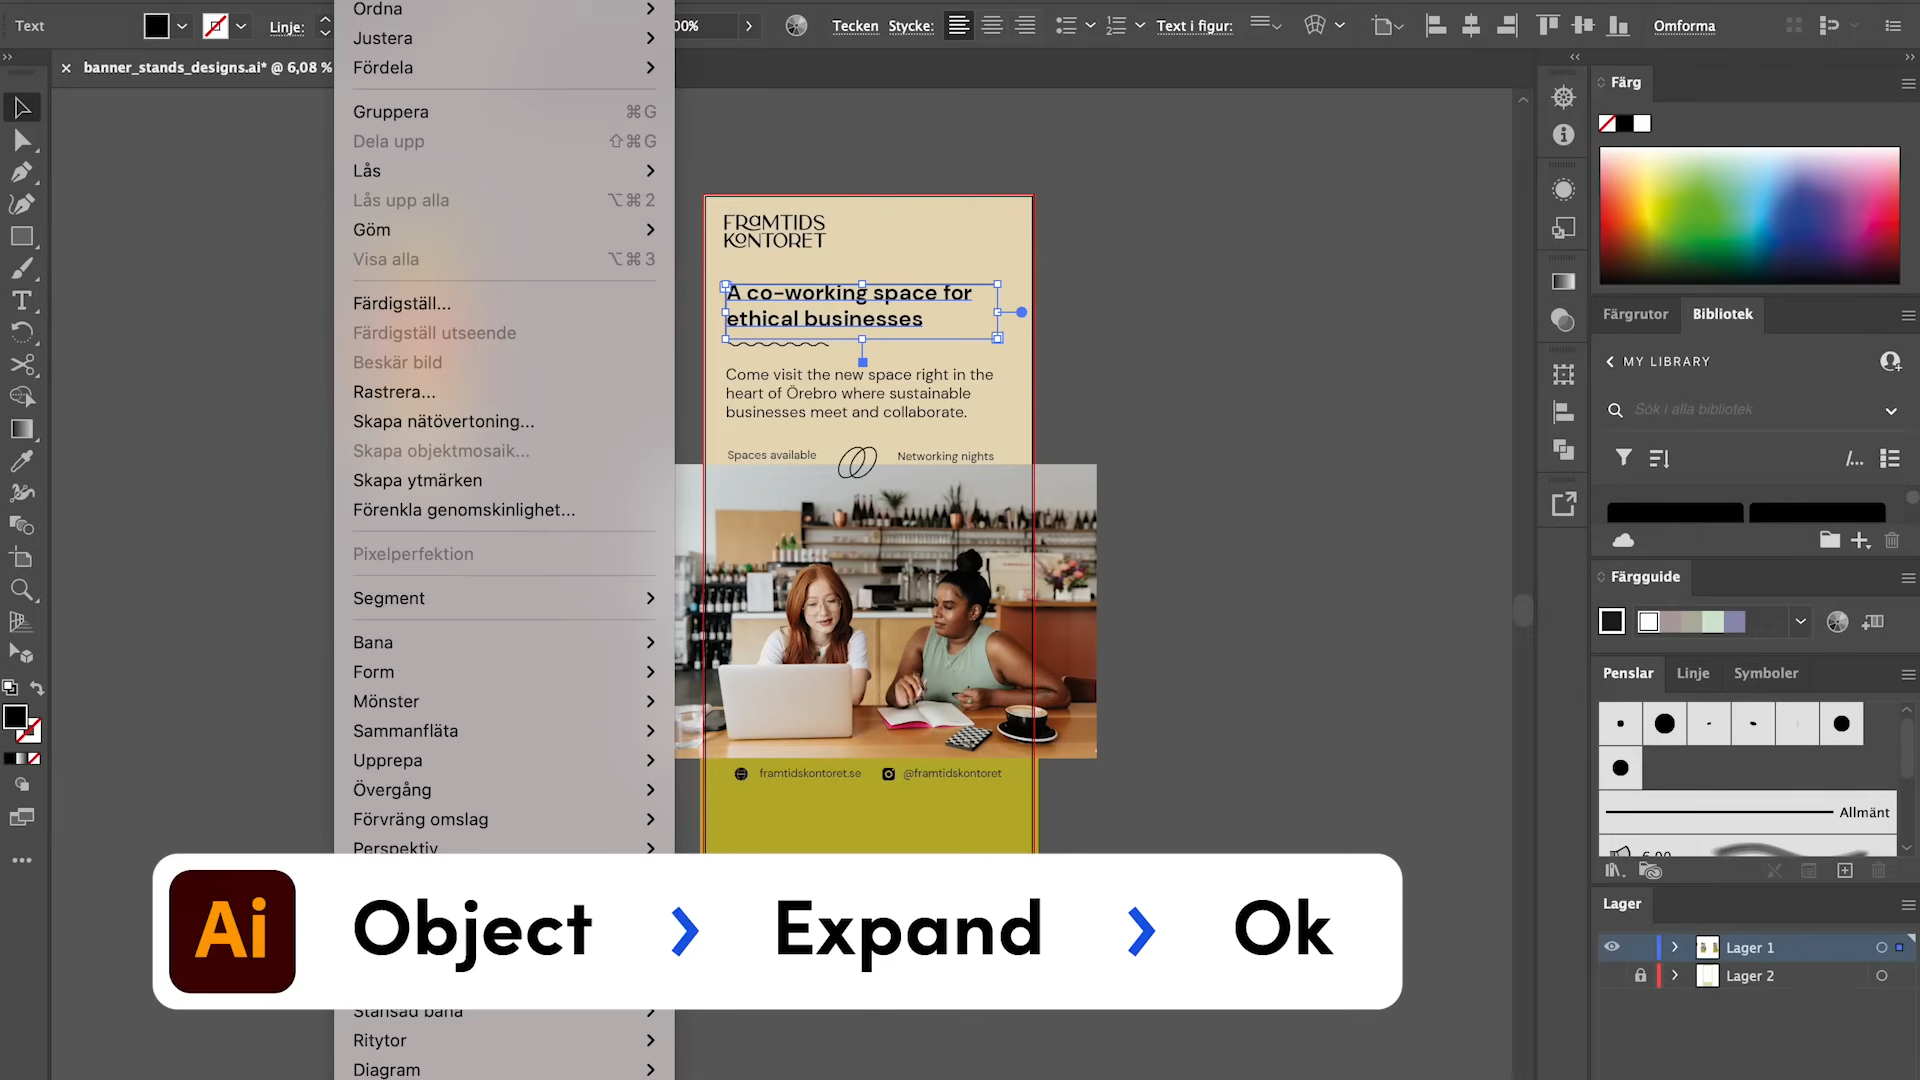 Text
Linje:
00%
Tecken
Stycke:
Text i figur:
Omforma
banner_stands_designs.ai* @ 6,08 %
Ordna
Justera
Fördela
Gruppera ⌘G
Dela upp ⇧⌘G
Lås
Lås upp alla ⌥⌘2
Göm
Visa alla ⌥⌘3
Färdigställ...
Färdigställ utseende
Beskär bild
Rastrera...
Skapa nätövertoning...
Skapa objektmosaik...
Skapa ytmärken
Förenkla genomskinlighet...
Pixelperfektion
Segment
Bana
Form
Mönster
Sammanfläta
Upprepa
Övergång
Förvräng omslag
Perspektiv
Stansad bana
Ritytor
Diagram
FRaMTIDS
KoNTORET
A co-working space for
ethical businesses
Come visit the new space right in the
heart of Örebro where sustainable
businesses meet and collaborate.
Spaces available
Networking nights
framtidskontoret.se
@framtidskontoret
Ai Object > Expand > Ok
Färg
Färgrutor
Bibliotek
MY LIBRARY
Sök i alla bibliotek
Färgguide
Penslar
Linje
Symboler
Allmänt
6,00
Lager
Lager 1
Lager 2